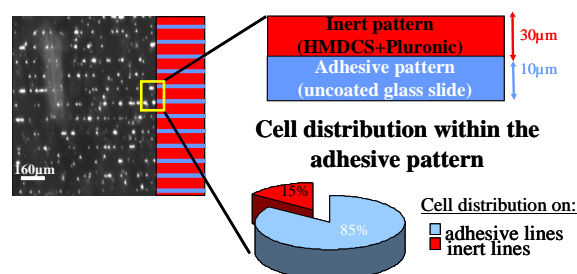 Inert pattern
(HMDCS+Pluronic)
30µm
Adhesive pattern
(uncoated glass slide)
10µm
160µm
Cell distribution within the
adhesive pattern
15%
85%
Cell distribution on:
adhesive lines
inert lines